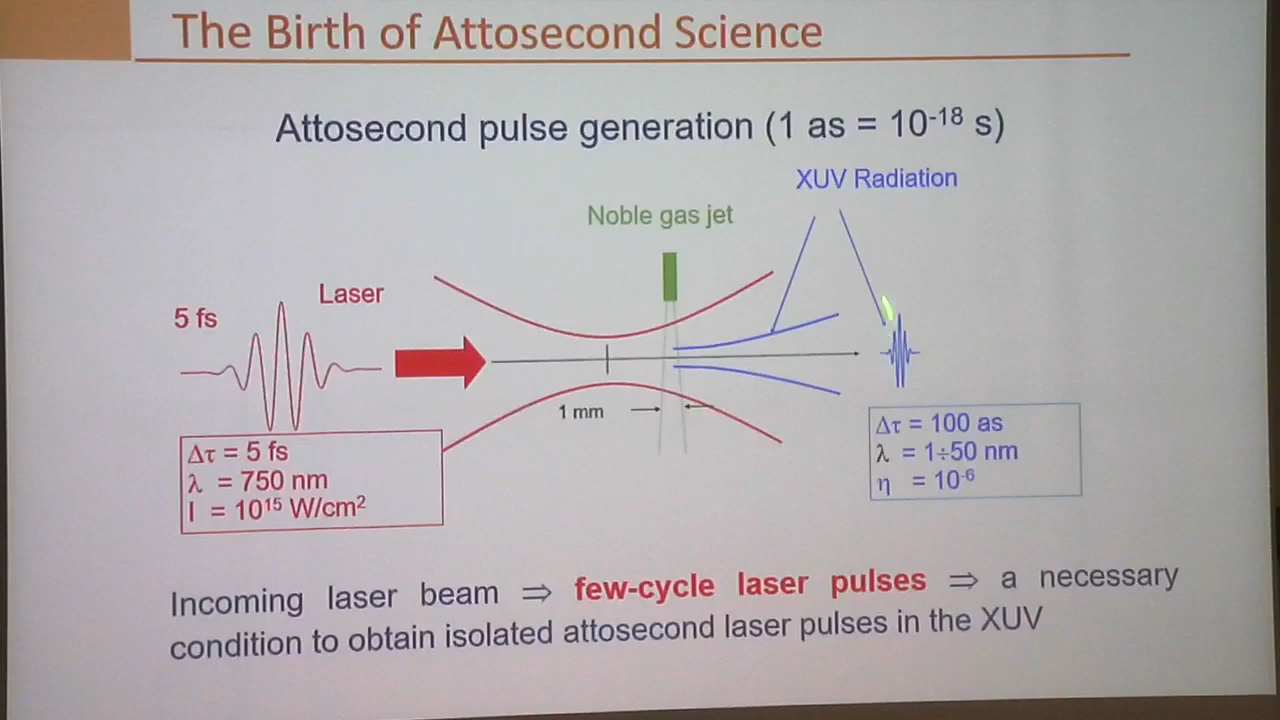 The Birth of Attosecond Science
Attosecond pulse generation (1 as = 10⁻¹⁸ s)
XUV Radiation
Noble gas jet
Laser
5 fs
1 mm
Δτ = 5 fs
λ = 750 nm
I = 10¹⁵ W/cm²
Δτ = 100 as
λ = 1÷50 nm
η = 10⁻⁶
Incoming laser beam ⇒ few-cycle laser pulses ⇒ a necessary
condition to obtain isolated attosecond laser pulses in the XUV